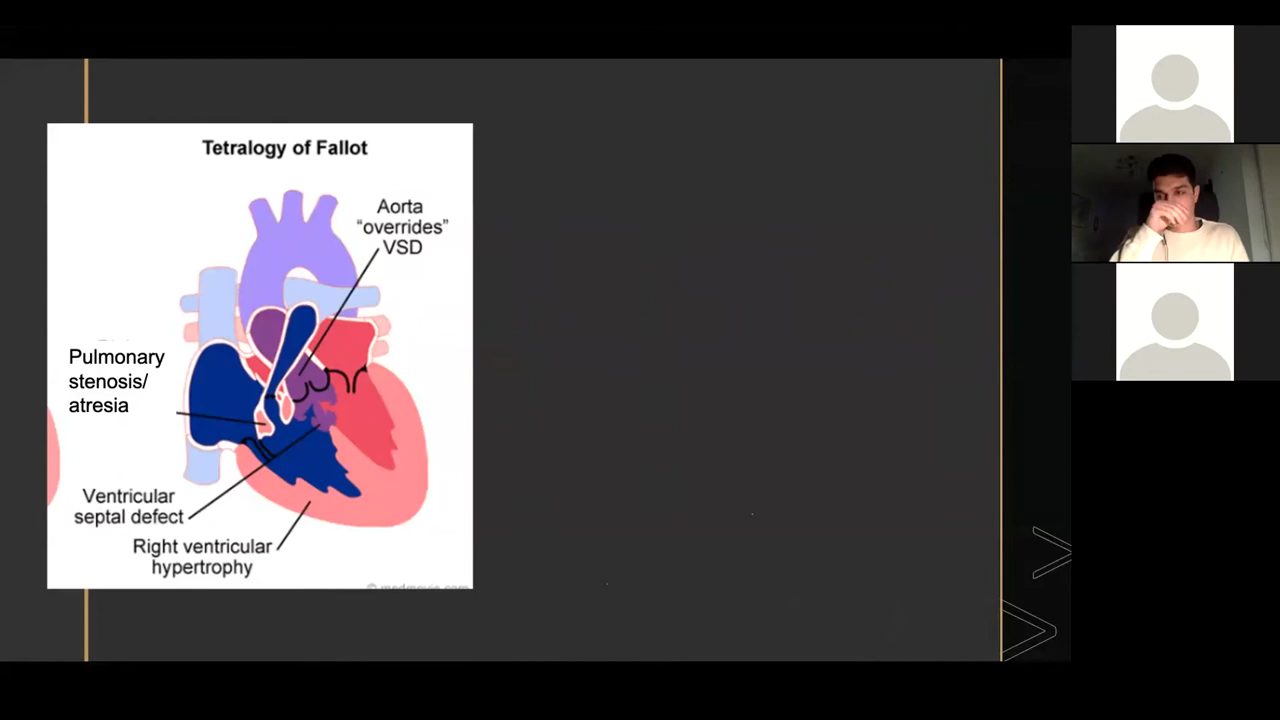 Tetralogy of Fallot
Aorta
“overrides”
VSD
Pulmonary
stenosis/
atresia
Ventricular
septal defect
Right ventricular
hypertrophy